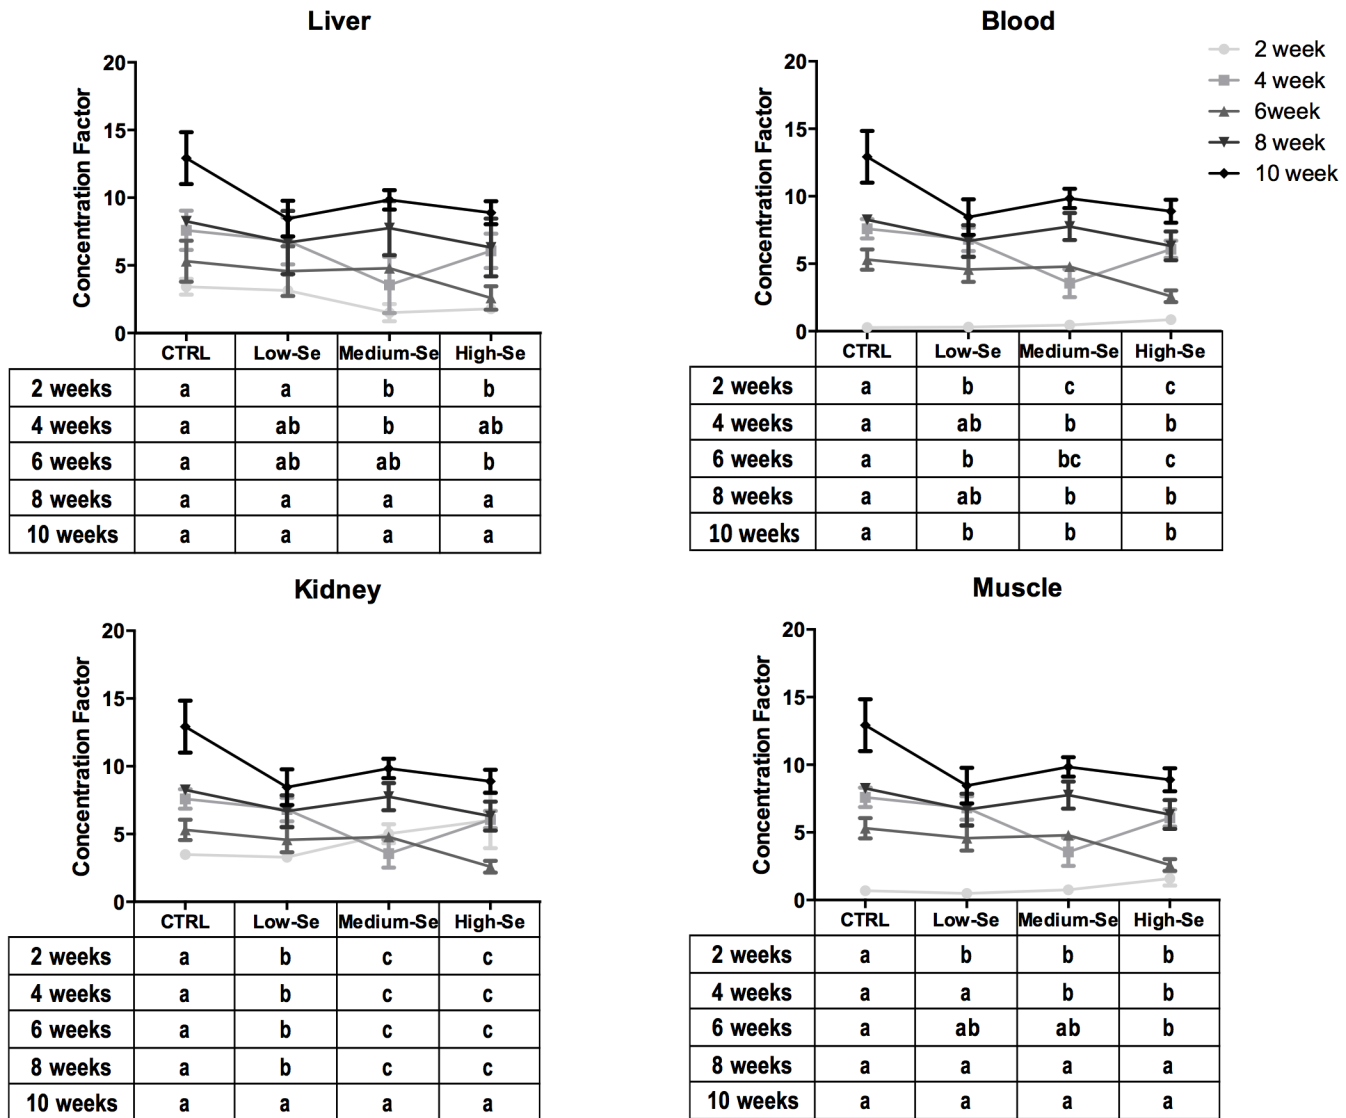 Liver
20
15
10
5
0
Concentration Factor
CTRL Low-Se Medium-Se High-Se
2 weeks a a b b
4 weeks a ab b ab
6 weeks a ab ab b
8 weeks a a a a
10 weeks a a a a
Blood
20
15
10
5
0
Concentration Factor
2 week
4 week
6week
8 week
10 week
CTRL Low-Se Medium-Se High-Se
2 weeks a b c c
4 weeks a ab b b
6 weeks a b bc c
8 weeks a ab b b
10 weeks a b b b
Kidney
20
15
10
5
0
Concentration Factor
CTRL Low-Se Medium-Se High-Se
2 weeks a b c c
4 weeks a b c c
6 weeks a b c c
8 weeks a b c c
10 weeks a a a a
Muscle
20
15
10
5
0
Concentration Factor
CTRL Low-Se Medium-Se High-Se
2 weeks a b b b
4 weeks a a b b
6 weeks a ab ab b
8 weeks a a a a
10 weeks a a a a